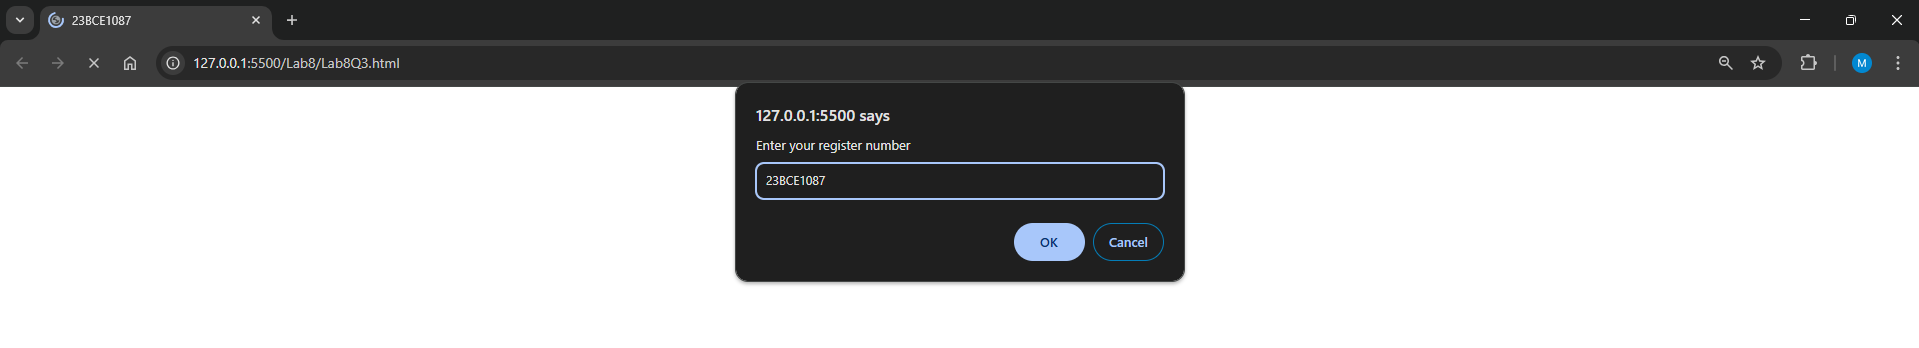 23BCE1087
127.0.0.1:5500/Lab8/Lab8Q3.html
M
127.0.0.1:5500 says
Enter your register number
23BCE1087
OK Cancel